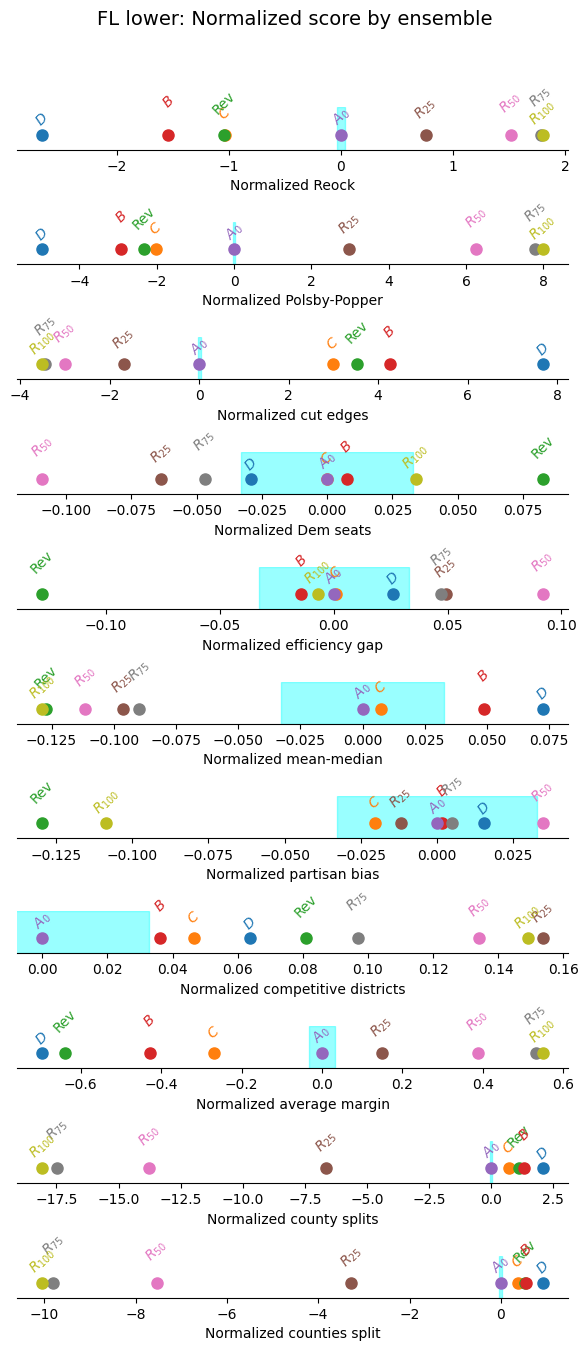 FL lower: Normalized score by ensemble
D B Rev C A₀ R₂₅ R₅₀ R₇₅ R₁₀₀
−2 −1 0 1 2
Normalized Reock
D B Rev C A₀ R₂₅ R₅₀ R₇₅ R₁₀₀
−4 −2 0 2 4 6 8
Normalized Polsby-Popper
R₁₀₀ R₇₅ R₅₀ R₂₅ A₀ C Rev B D
−4 −2 0 2 4 6 8
Normalized cut edges
R₅₀ R₂₅ R₇₅ D C A₀ B R₁₀₀ Rev
−0.100 −0.075 −0.050 −0.025 0.000 0.025 0.050 0.075
Normalized Dem seats
Rev B R₁₀₀ A₀ C D R₇₅ R₂₅ R₅₀
−0.10 −0.05 0.00 0.05 0.10
Normalized efficiency gap
R₁₀₀ Rev R₅₀ R₂₅ R₇₅ A₀ C B D
−0.125 −0.100 −0.075 −0.050 −0.025 0.000 0.025 0.050 0.075
Normalized mean-median
Rev R₁₀₀ C R₂₅ A₀ B R₇₅ D R₅₀
−0.125 −0.100 −0.075 −0.050 −0.025 0.000 0.025
Normalized partisan bias
A₀ B C D Rev R₇₅ R₅₀ R₁₀₀ R₂₅
0.00 0.02 0.04 0.06 0.08 0.10 0.12 0.14 0.16
Normalized competitive districts
D Rev B C A₀ R₂₅ R₅₀ R₇₅ R₁₀₀
−0.6 −0.4 −0.2 0.0 0.2 0.4 0.6
Normalized average margin
R₁₀₀ R₇₅ R₅₀ R₂₅ A₀ C Rev B D
−17.5 −15.0 −12.5 −10.0 −7.5 −5.0 −2.5 0.0 2.5
Normalized county splits
R₁₀₀ R₇₅ R₅₀ R₂₅ A₀ C Rev B D
−10 −8 −6 −4 −2 0
Normalized counties split